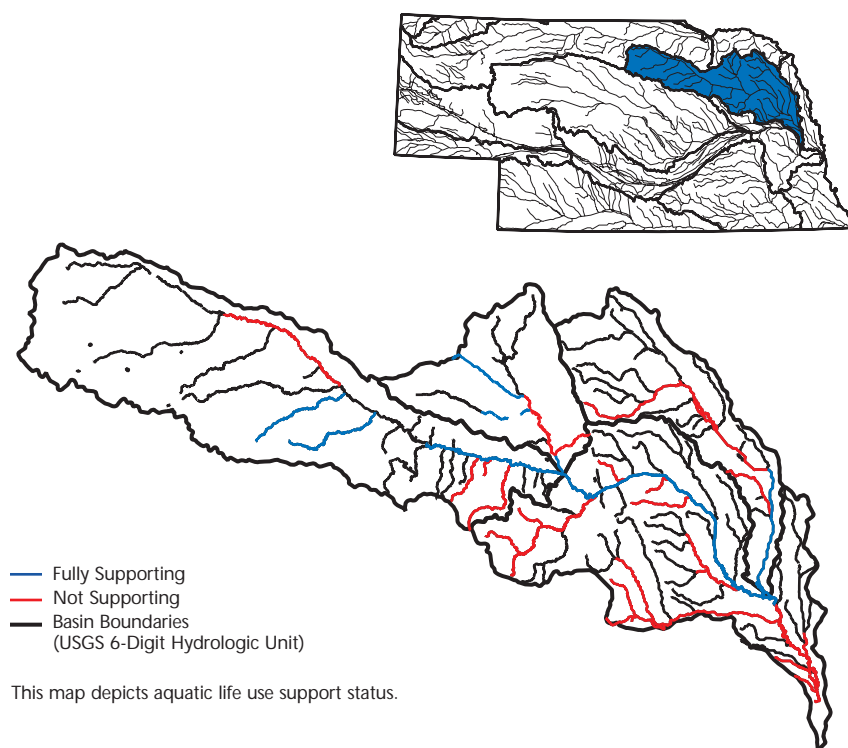 Fully Supporting
Not Supporting
Basin Boundaries
(USGS 6-Digit Hydrologic Unit)
This map depicts aquatic life use support status.